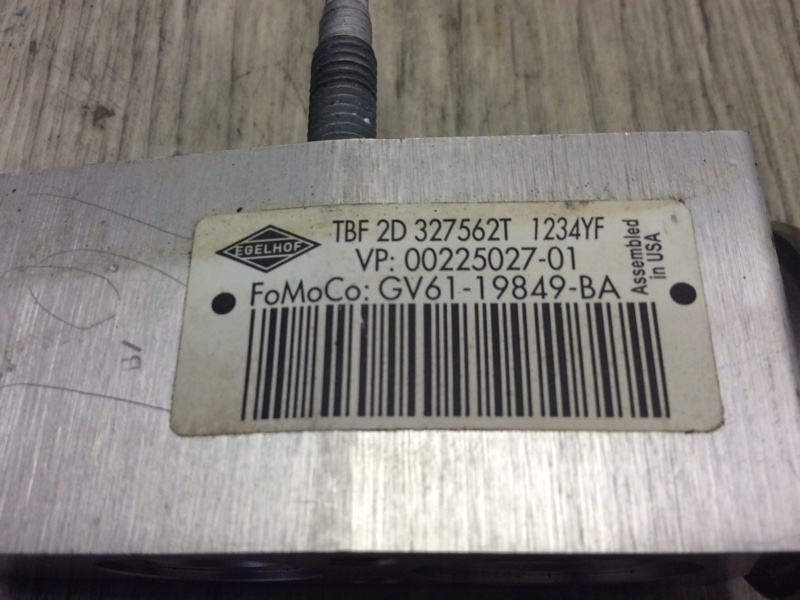 EGELHOF
TBF 2D 327562T 1234YF
VP: 00225027-01
FoMoCo: GV61-19849-BA
Assembled
in USA
B/